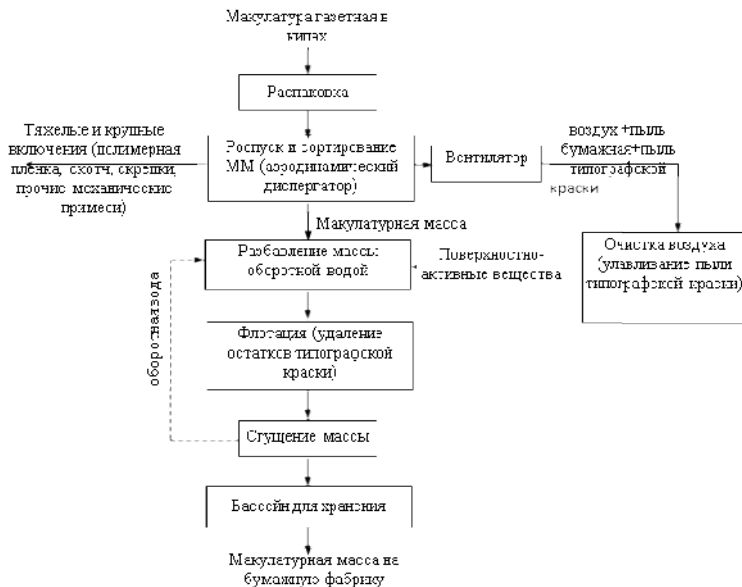 Макулатура газетная в
кипах
Распаковка
Тяжелые и крупные
включения (полимерная
пленка, скотч, скрепки,
прочие механические
примеси)
Роспуск и сортирование
ММ (аэродинамический
диспергатор)
Вентилятор
воздух +пыль
бумажная+пыль
типографской
краски
Макулатурная масса
Разбавление массы
оборотной водой
Поверхностно-
активные вещества
Очистка воздуха
(улавливание пыли
типографской краски)
оборотная вода
Флотация (удаление
остатков типографской
краски)
Сгущение массы
Бассейн для хранения
Макулатурная масса на
бумажную фабрику